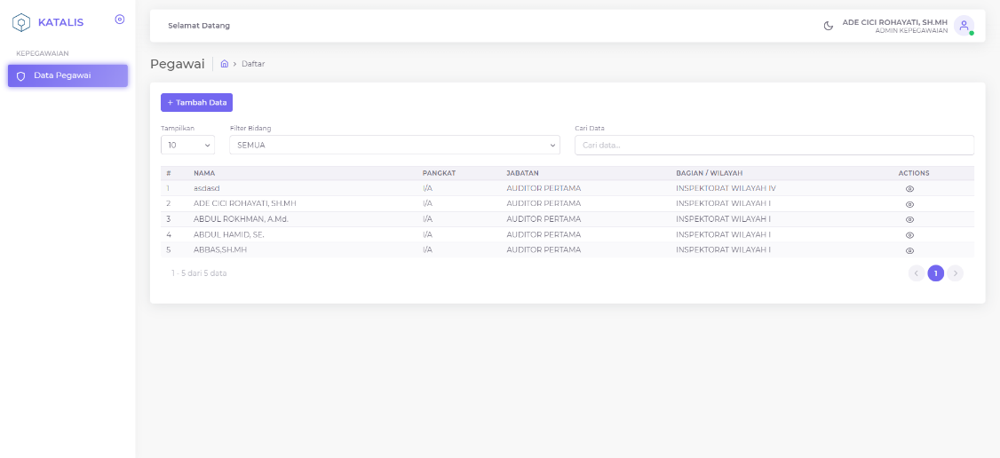 KATALIS
KEPEGAWAIAN
Data Pegawai
Selamat Datang
ADE CICI ROHAYATI, SH.MH
ADMIN KEPEGAWAIAN
Pegawai
Daftar
+ Tambah Data
Tampilkan
10
Filter Bidang
SEMUA
Cari Data
Cari data...
# NAMA PANGKAT JABATAN BAGIAN / WILAYAH ACTIONS
1 asdasd I/A AUDITOR PERTAMA INSPEKTORAT WILAYAH IV
2 ADE CICI ROHAYATI, SH.MH I/A AUDITOR PERTAMA INSPEKTORAT WILAYAH I
3 ABDUL ROKHMAN, A.Md. I/A AUDITOR PERTAMA INSPEKTORAT WILAYAH I
4 ABDUL HAMID, SE. I/A AUDITOR PERTAMA INSPEKTORAT WILAYAH I
5 ABBAS,SH.MH I/A AUDITOR PERTAMA INSPEKTORAT WILAYAH I
1 - 5 dari 5 data
1